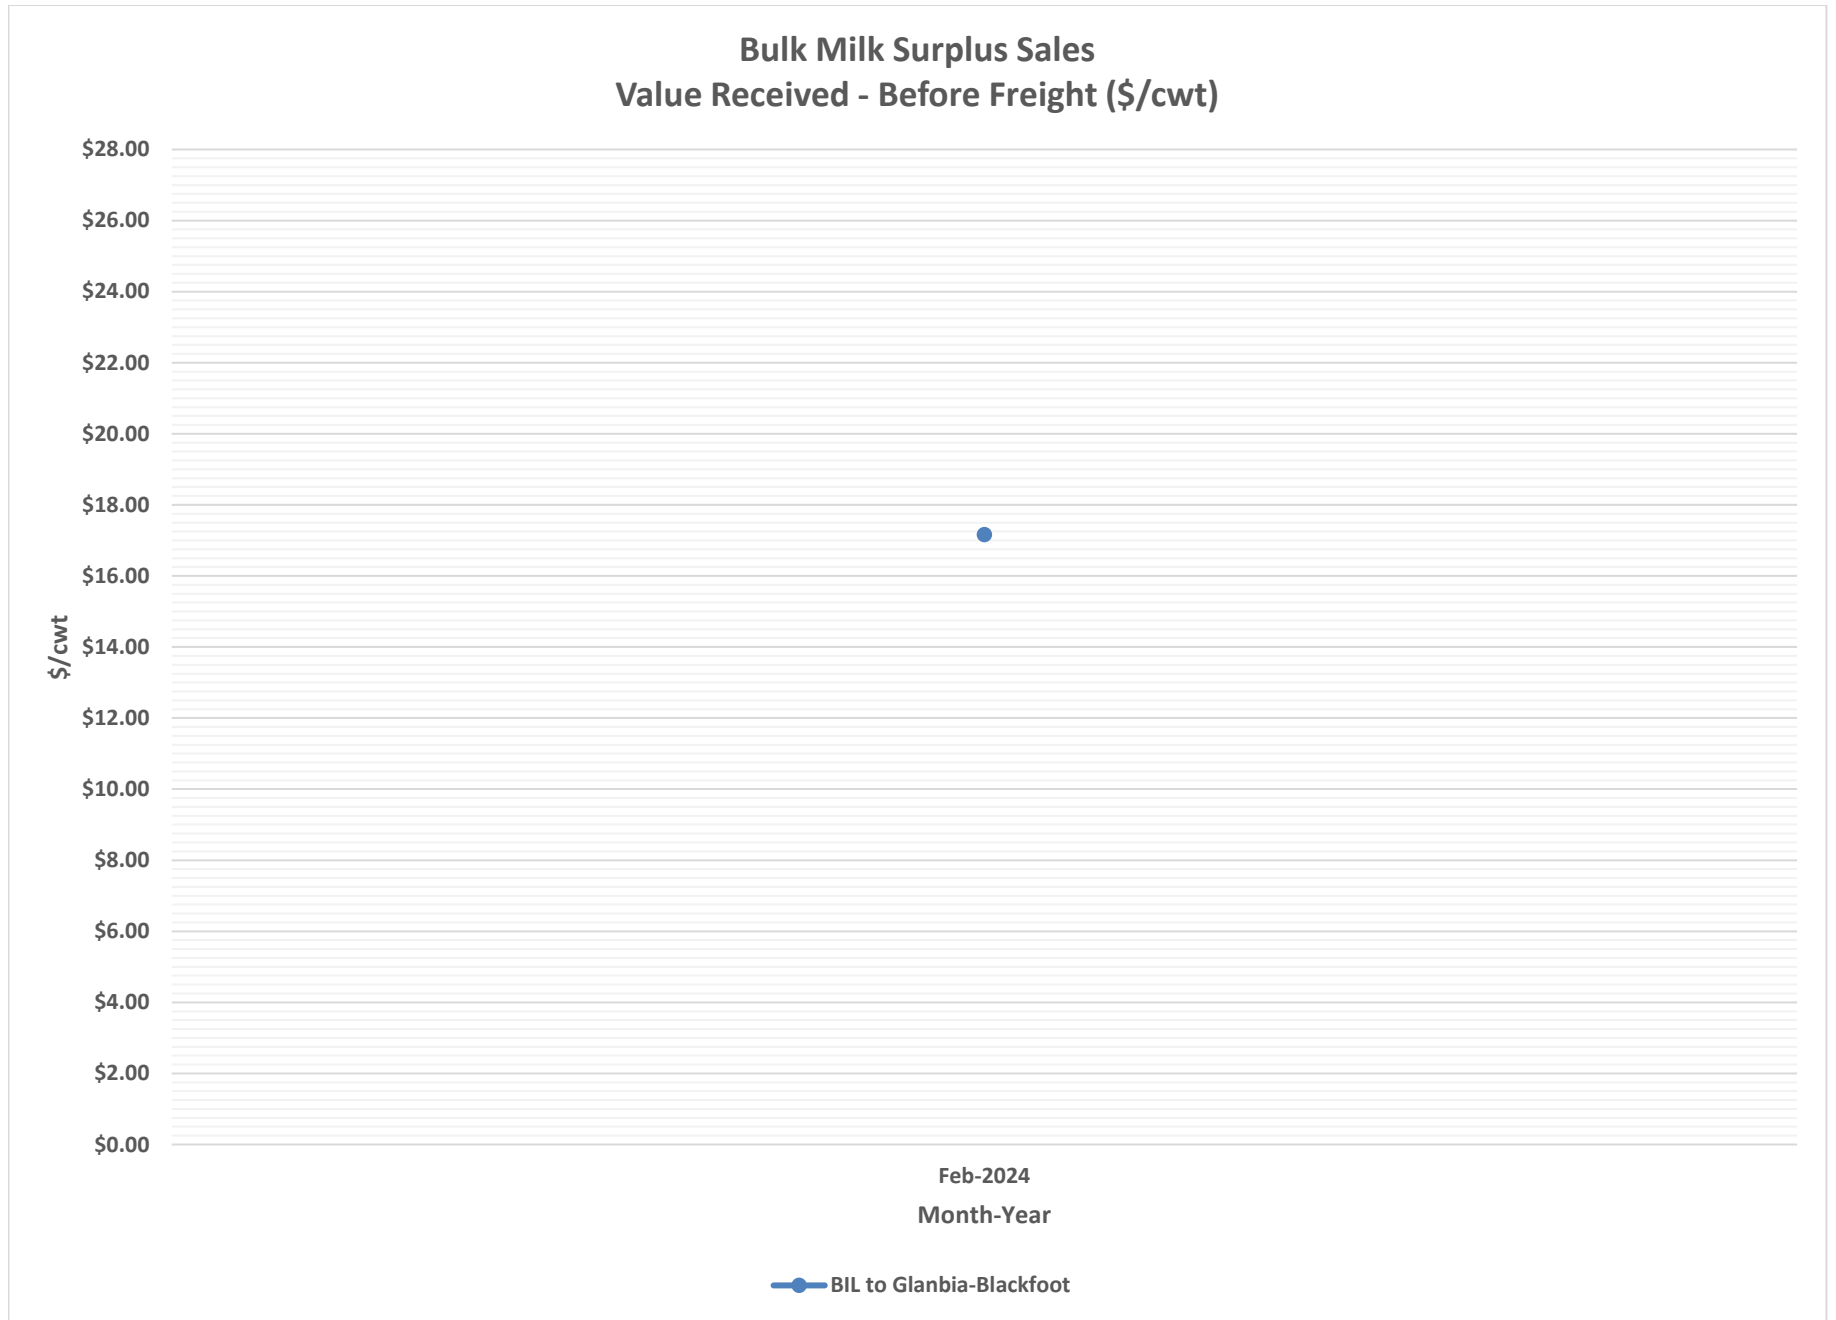 Bulk Milk Surplus Sales
Value Received - Before Freight ($/cwt)
$28.00
$26.00
$24.00
$22.00
$20.00
$18.00
$16.00
$14.00
$12.00
$10.00
$8.00
$6.00
$4.00
$2.00
$0.00
$/cwt
Feb-2024
Month-Year
BIL to Glanbia-Blackfoot